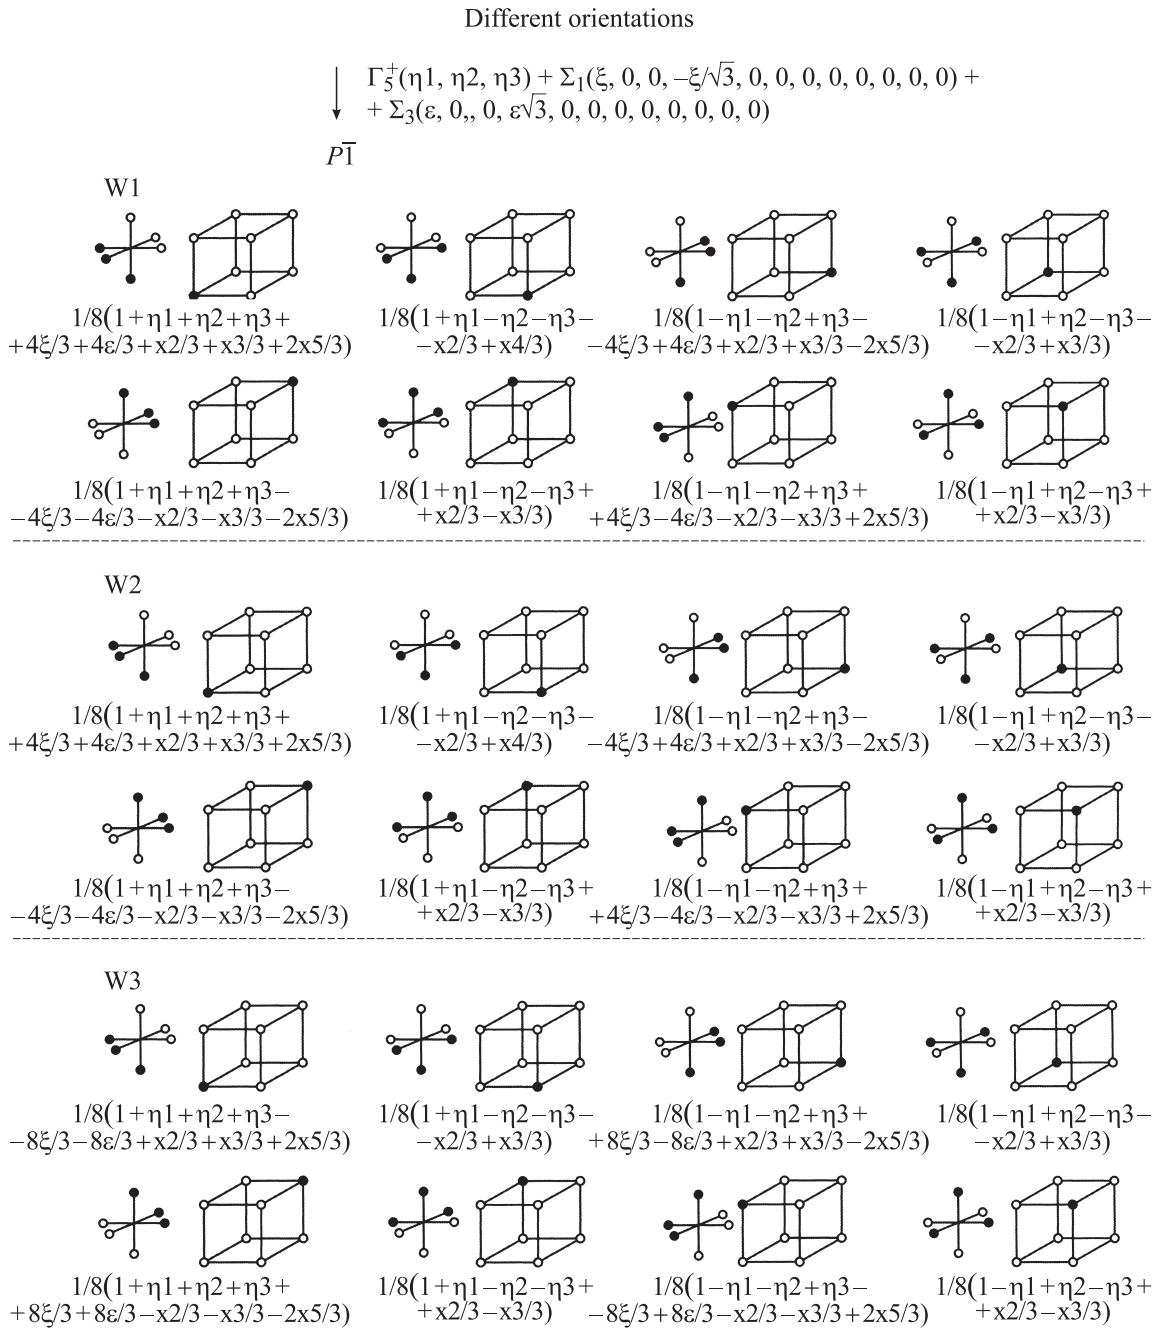 Different orientations
Γ₅⁺(η1, η2, η3) + Σ₁(ξ, 0, 0, –ξ/√3, 0, 0, 0, 0, 0, 0, 0, 0) +
+ Σ₃(ε, 0,, 0, ε√3, 0, 0, 0, 0, 0, 0, 0, 0)
P1̅
W1
1/8(1+η1+η2+η3+ 1/8(1+η1−η2−η3− 1/8(1−η1−η2+η3− 1/8(1−η1+η2−η3−
+4ξ/3+4ε/3+x2/3+x3/3+2x5/3) −x2/3+x4/3) −4ξ/3+4ε/3+x2/3+x3/3−2x5/3) −x2/3+x3/3)
1/8(1+η1+η2+η3− 1/8(1+η1−η2−η3+ 1/8(1−η1−η2+η3+ 1/8(1−η1+η2−η3+
−4ξ/3−4ε/3−x2/3−x3/3−2x5/3) +x2/3−x3/3) +4ξ/3−4ε/3−x2/3−x3/3+2x5/3) +x2/3−x3/3)
W2
1/8(1+η1+η2+η3+ 1/8(1+η1−η2−η3− 1/8(1−η1−η2+η3− 1/8(1−η1+η2−η3−
+4ξ/3+4ε/3+x2/3+x3/3+2x5/3) −x2/3+x4/3) −4ξ/3+4ε/3+x2/3+x3/3−2x5/3) −x2/3+x3/3)
1/8(1+η1+η2+η3− 1/8(1+η1−η2−η3+ 1/8(1−η1−η2+η3+ 1/8(1−η1+η2−η3+
−4ξ/3−4ε/3−x2/3−x3/3−2x5/3) +x2/3−x3/3) +4ξ/3−4ε/3−x2/3−x3/3+2x5/3) +x2/3−x3/3)
W3
1/8(1+η1+η2+η3− 1/8(1+η1−η2−η3− 1/8(1−η1−η2+η3+ 1/8(1−η1+η2−η3−
−8ξ/3−8ε/3+x2/3+x3/3+2x5/3) −x2/3+x3/3) +8ξ/3−8ε/3+x2/3+x3/3−2x5/3) −x2/3+x3/3)
1/8(1+η1+η2+η3+ 1/8(1+η1−η2−η3+ 1/8(1−η1−η2+η3− 1/8(1−η1+η2−η3+
+8ξ/3+8ε/3−x2/3−x3/3−2x5/3) +x2/3−x3/3) −8ξ/3+8ε/3−x2/3−x3/3+2x5/3) +x2/3−x3/3)